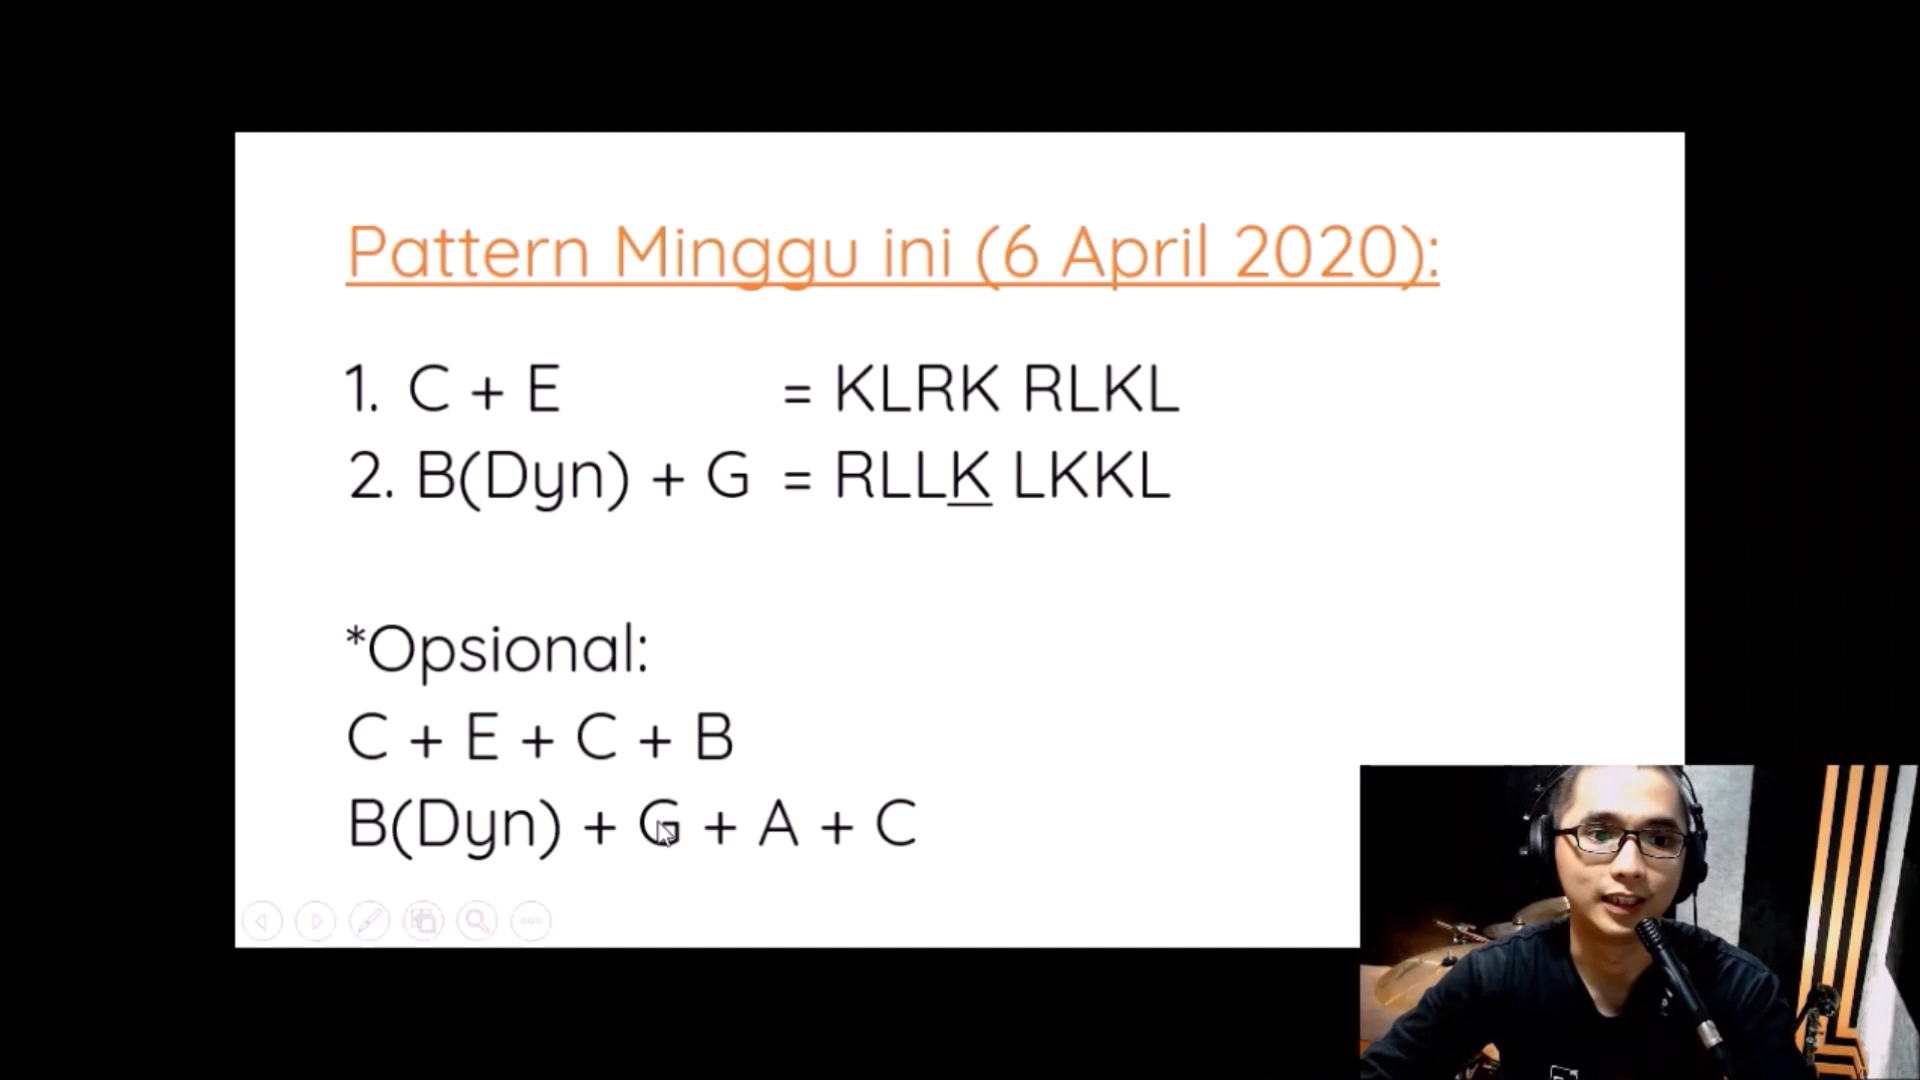 Pattern Minggu ini (6 April 2020):
1. C + E = KLRK RLKL
2. B(Dyn) + G = RLLK LKKL
*Opsional:
C + E + C + B
B(Dyn) + G + A + C